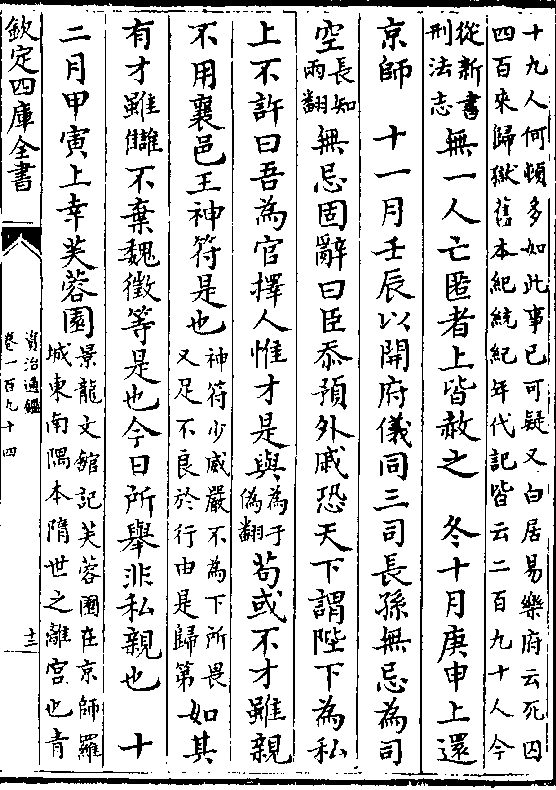 十九人何頓多如此事已可疑又白居易樂府云死囚
四百來歸獄舊本紀統紀年代記皆云二百九十人今
從新書
刑法志
無一人亡匿者上皆赦之　冬十月庚申上還
京師　十一月壬辰以開府儀同三司長孫無忌為司
空
長知
兩翻
無忌固辭曰臣忝預外戚恐天下謂陛下為私
上不許曰吾為官擇人惟才是與
為于
偽翻
苟或不才雖親
不用襄邑王神符是也
神符少威嚴不為下所畏
又足不良於行由是歸第
如其
有才雖讎不棄魏徵等是也今日所舉非私親也　十
二月甲寅上幸芙蓉園
景龍文館記芙蓉園在京師羅
城東南隅本隋世之離宮也青
欽定四庫全書
資治通鑑
卷一百九十四
十三